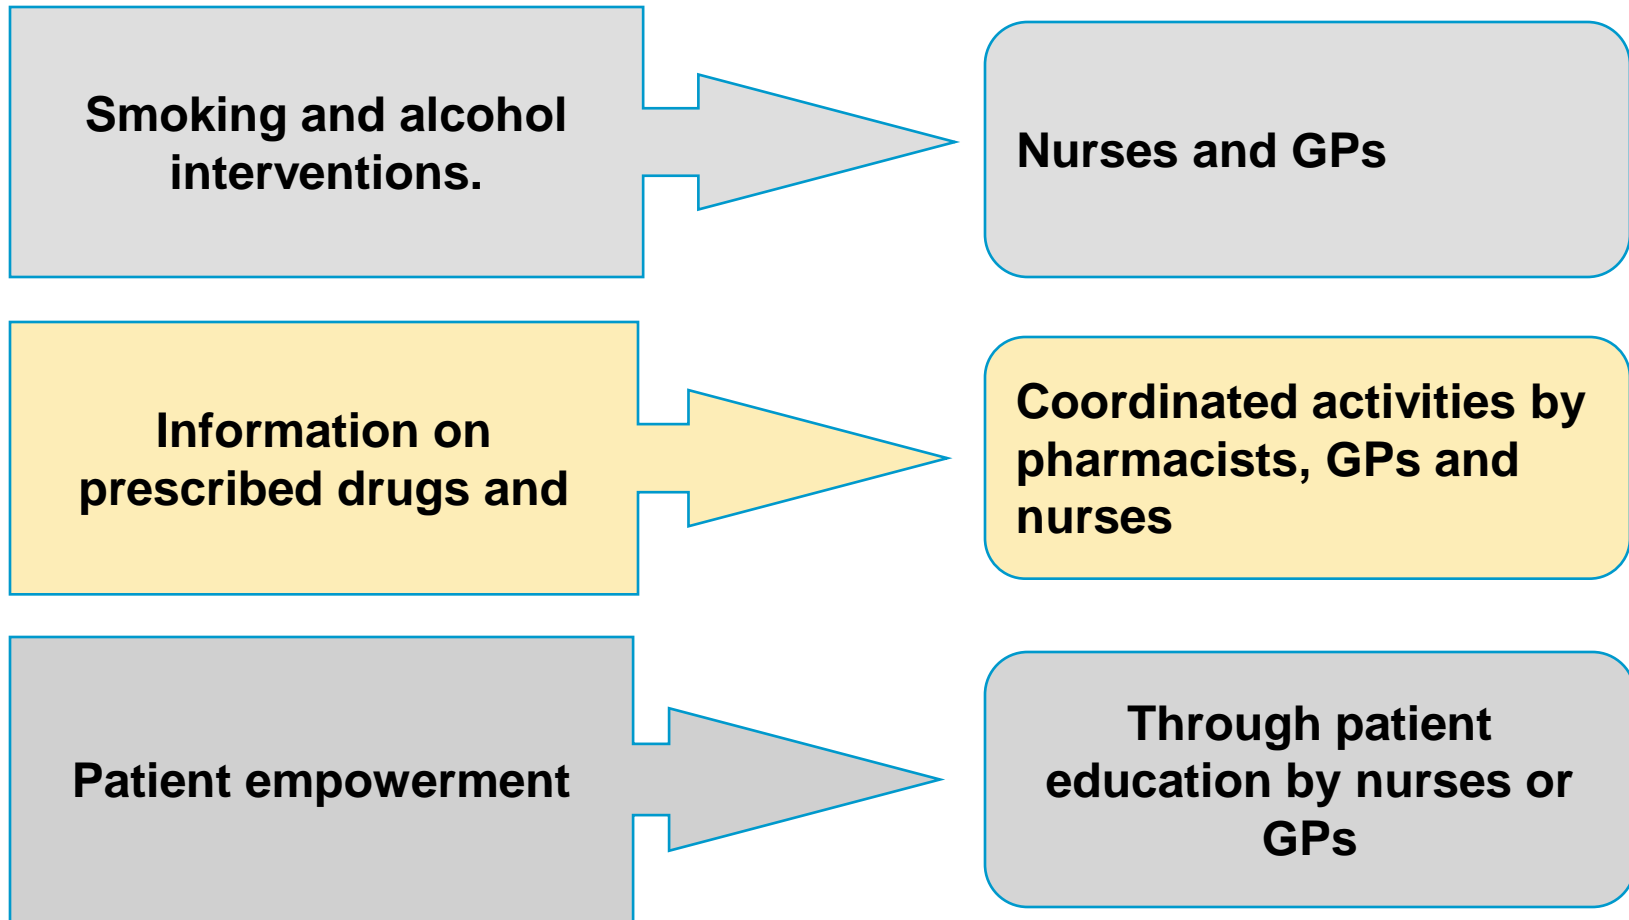 Smoking and alcohol
interventions.
Nurses and GPs
Information on
prescribed drugs and
Coordinated activities by
pharmacists, GPs and
nurses
Patient empowerment
Through patient
education by nurses or
GPs